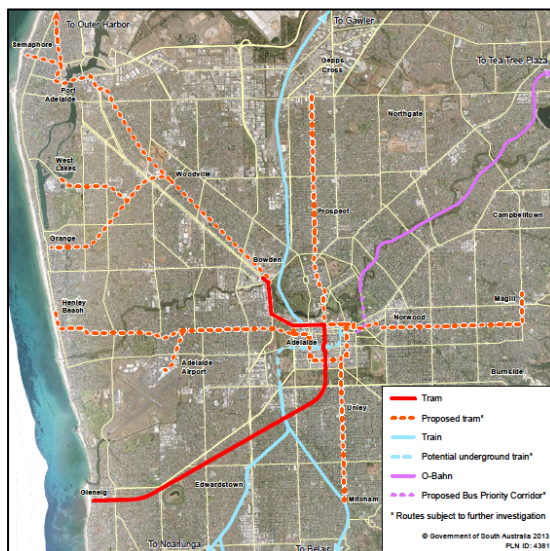 To Outer Harbor
To Gawler
Semaphore
Gepps
Cross
To Tea Tree Plaza
Port
Adelaide
Northgate
West
Lakes
Woodville
Prospect
Campbelltown
Grange
Bowden
Henley
Beach
Magill
Norwood
Adelaide
Adelaide
Airport
Burnside
Unley
Glenelg
Edwardstown
Mitcham
To Noarlunga
To Belair
Tram
Proposed tram*
Train
Potential underground train*
O-Bahn
Proposed Bus Priority Corridor*
* Routes subject to further investigation
© Government of South Australia 2013
PLN ID: 4381